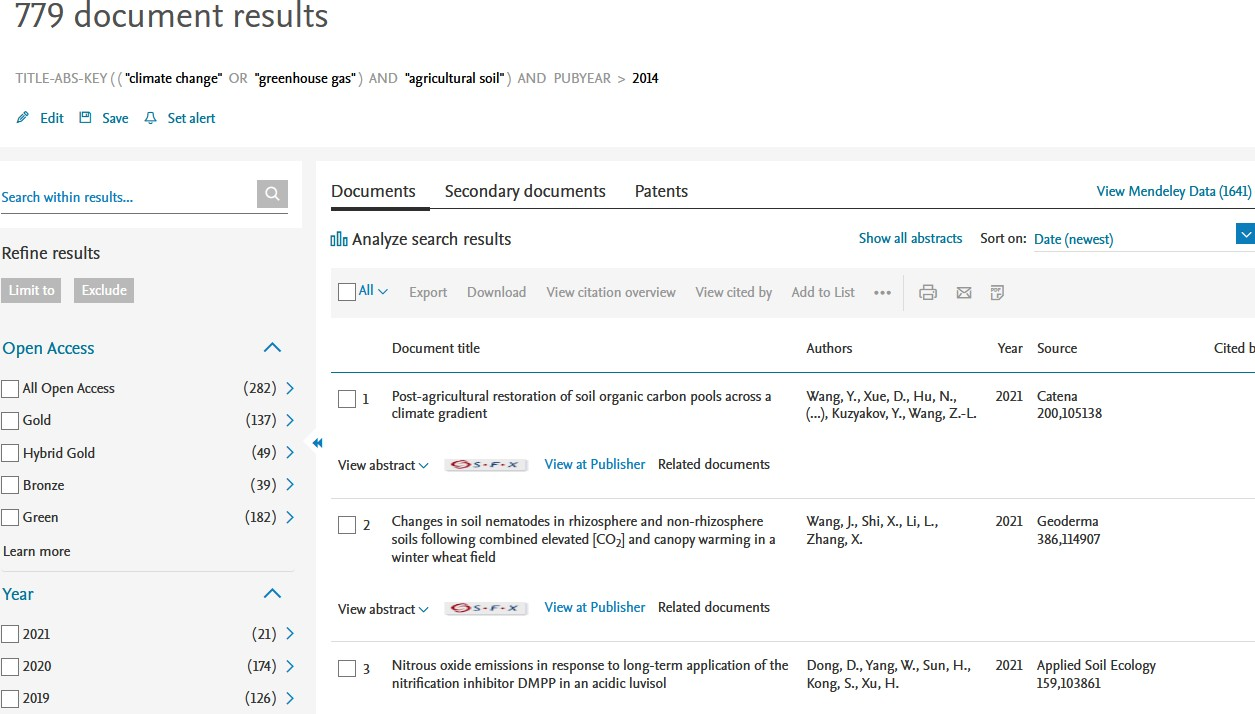 779 document results
TITLE-ABS-KEY ( ( "climate change" OR "greenhouse gas" ) AND "agricultural soil" ) AND PUBYEAR > 2014
Edit Save Set alert
Search within results...
Refine results
Limit to Exclude
Open Access
All Open Access (282)
Gold (137)
Hybrid Gold (49)
Bronze (39)
Green (182)
Learn more
Year
2021 (21)
2020 (174)
2019 (126)
Documents Secondary documents Patents View Mendeley Data (1641)
Analyze search results Show all abstracts Sort on: Date (newest)
All Export Download View citation overview View cited by Add to List ••• PDF
Document title Authors Year Source Cited b
1 Post-agricultural restoration of soil organic carbon pools across a Wang, Y., Xue, D., Hu, N., 2021 Catena
climate gradient (...), Kuzyakov, Y., Wang, Z.-L. 200,105138
View abstract S•F•X View at Publisher Related documents
2 Changes in soil nematodes in rhizosphere and non-rhizosphere Wang, J., Shi, X., Li, L., 2021 Geoderma
soils following combined elevated [CO₂] and canopy warming in a Zhang, X. 386,114907
winter wheat field
View abstract S•F•X View at Publisher Related documents
3 Nitrous oxide emissions in response to long-term application of the Dong, D., Yang, W., Sun, H., 2021 Applied Soil Ecology
nitrification inhibitor DMPP in an acidic luvisol Kong, S., Xu, H. 159,103861